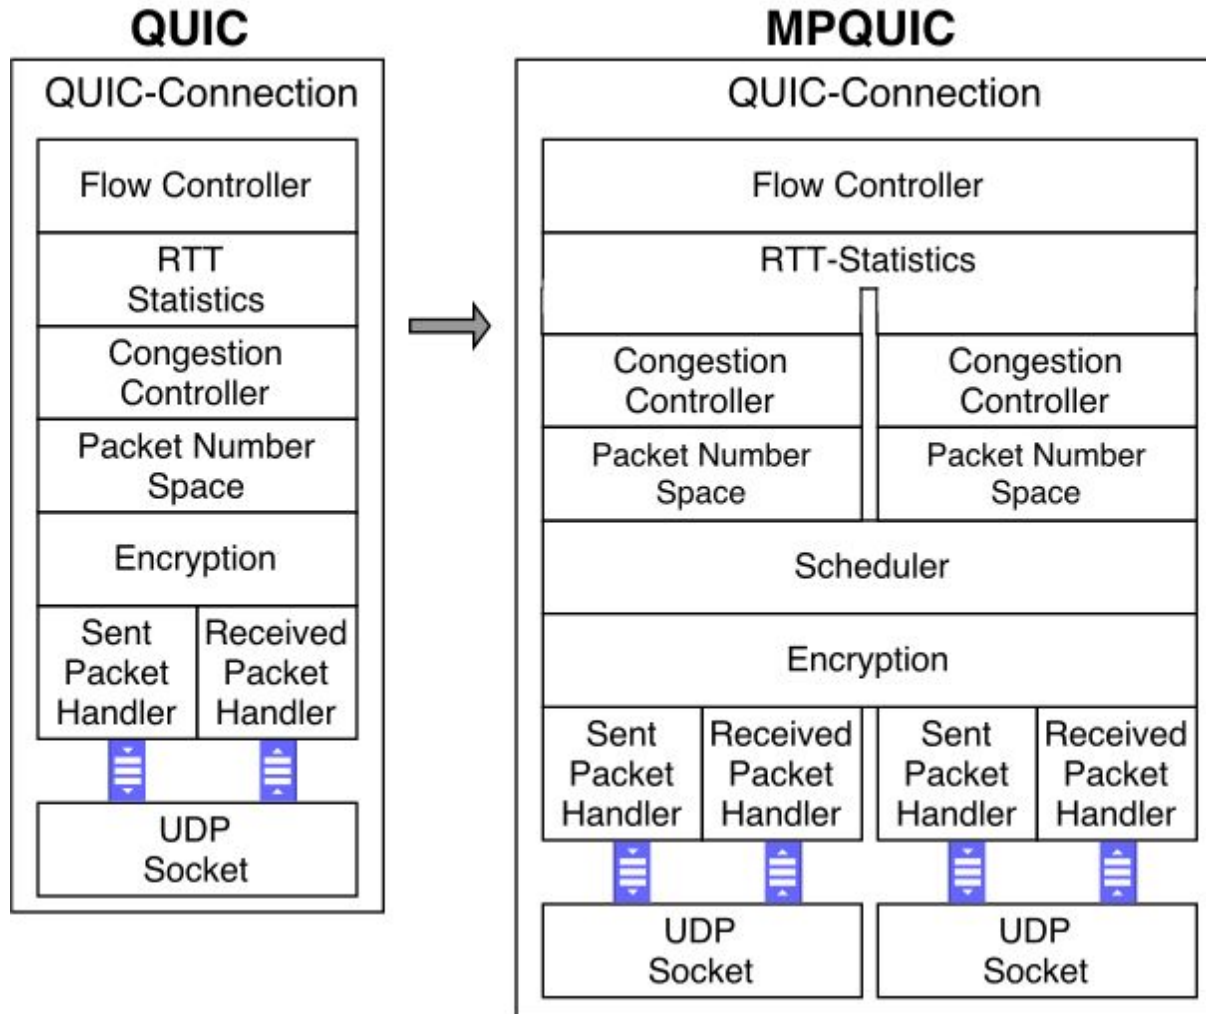 QUIC
QUIC-Connection
Flow Controller
RTT
Statistics
Congestion
Controller
Packet Number
Space
Encryption
Sent
Packet
Handler
Received
Packet
Handler
UDP
Socket
MPQUIC
QUIC-Connection
Flow Controller
RTT-Statistics
Congestion
Controller
Congestion
Controller
Packet Number
Space
Packet Number
Space
Scheduler
Encryption
Sent
Packet
Handler
Received
Packet
Handler
Sent
Packet
Handler
Received
Packet
Handler
UDP
Socket
UDP
Socket